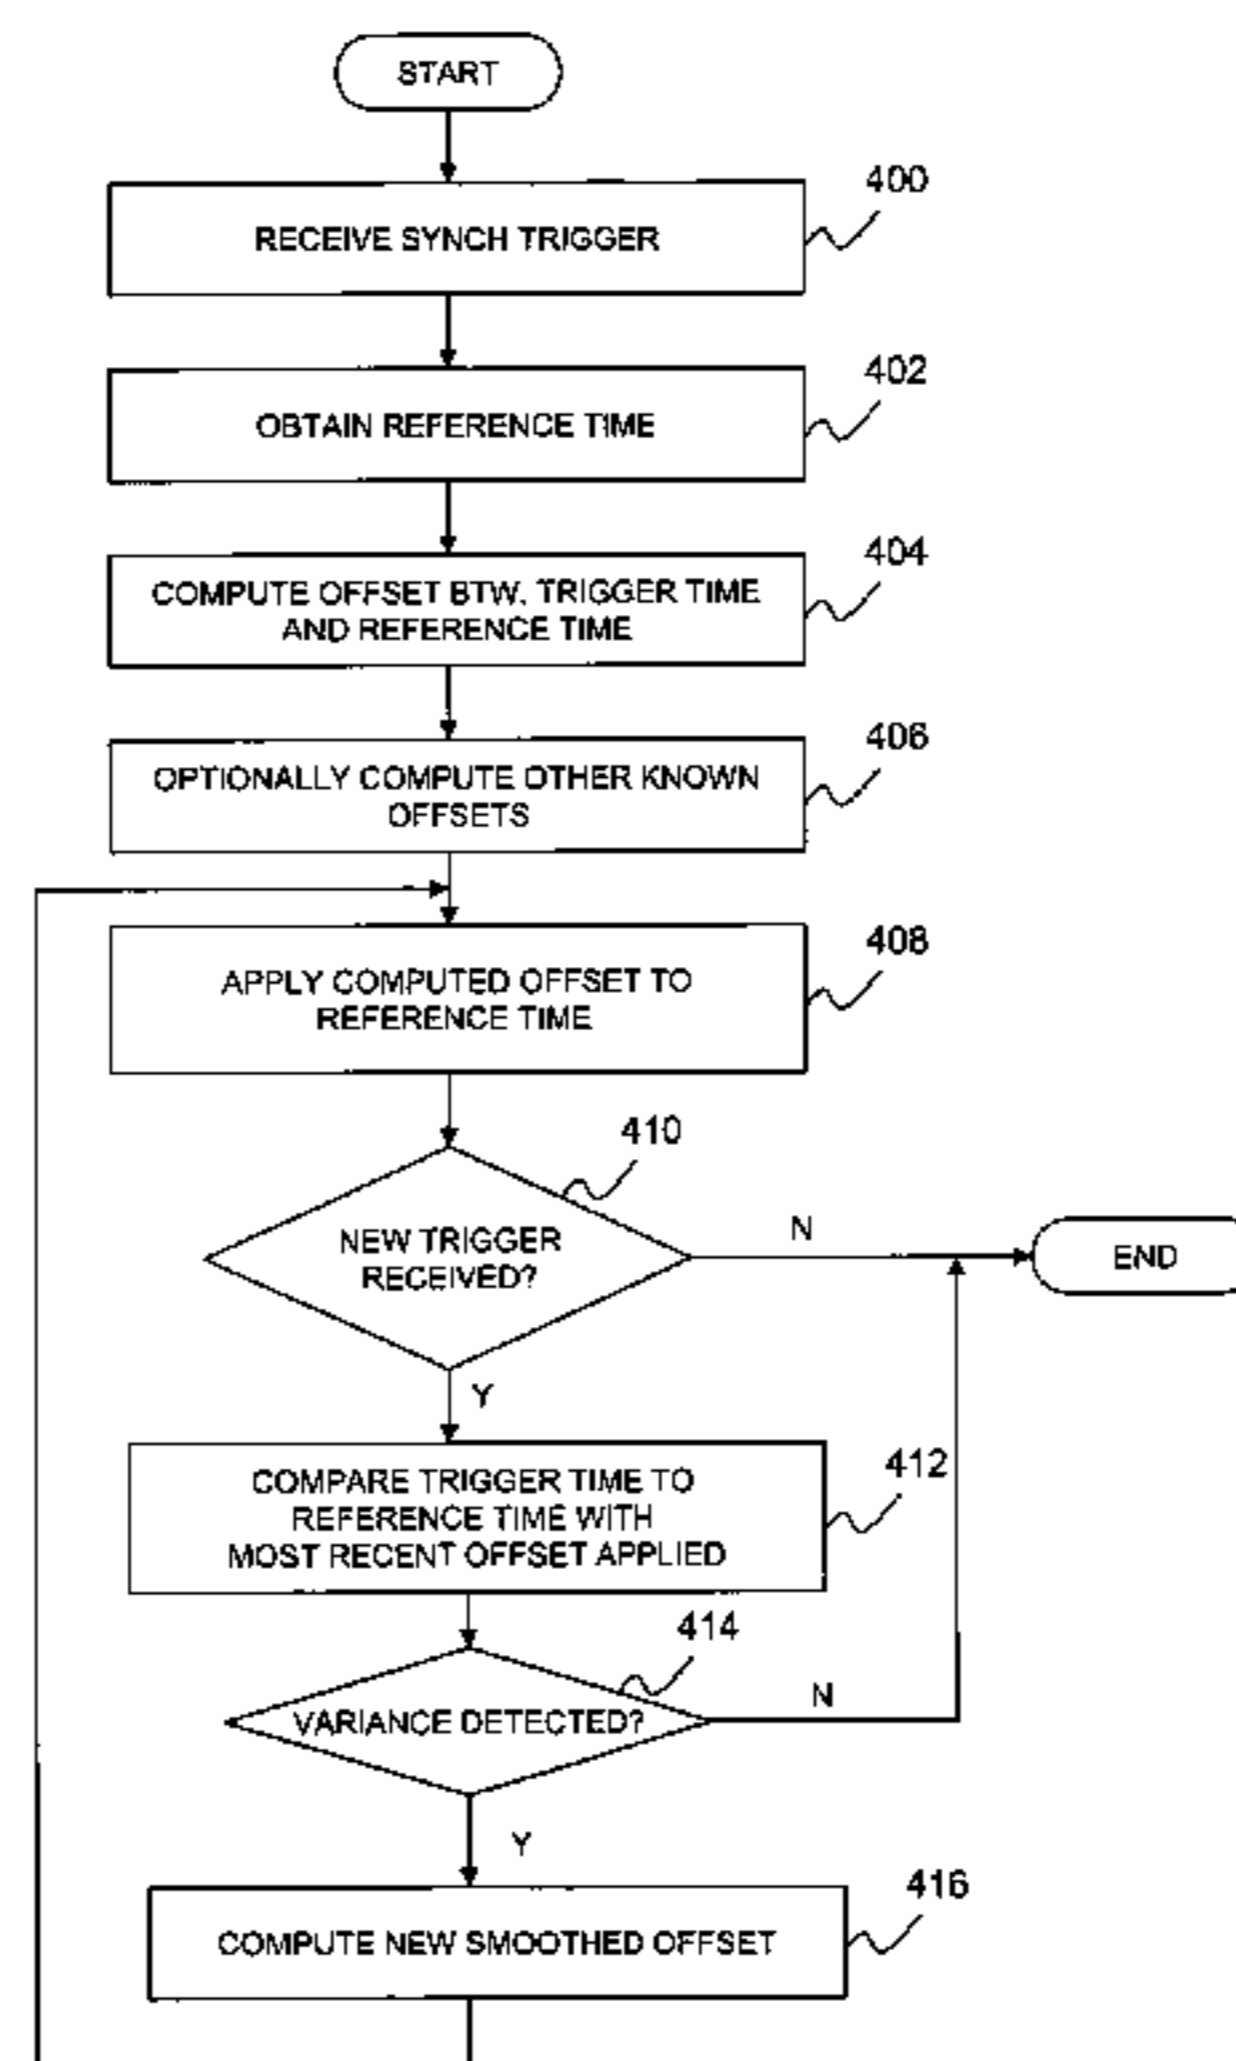 START
400
RECEIVE SYNCH TRIGGER
402
OBTAIN REFERENCE TIME
404
COMPUTE OFFSET BTW. TRIGGER TIME
AND REFERENCE TIME
406
OPTIONALLY COMPUTE OTHER KNOWN
OFFSETS
408
APPLY COMPUTED OFFSET TO
REFERENCE TIME
410
NEW TRIGGER
RECEIVED?
N
END
Y
412
COMPARE TRIGGER TIME TO
REFERENCE TIME WITH
MOST RECENT OFFSET APPLIED
414
VARIANCE DETECTED?
N
Y
416
COMPUTE NEW SMOOTHED OFFSET